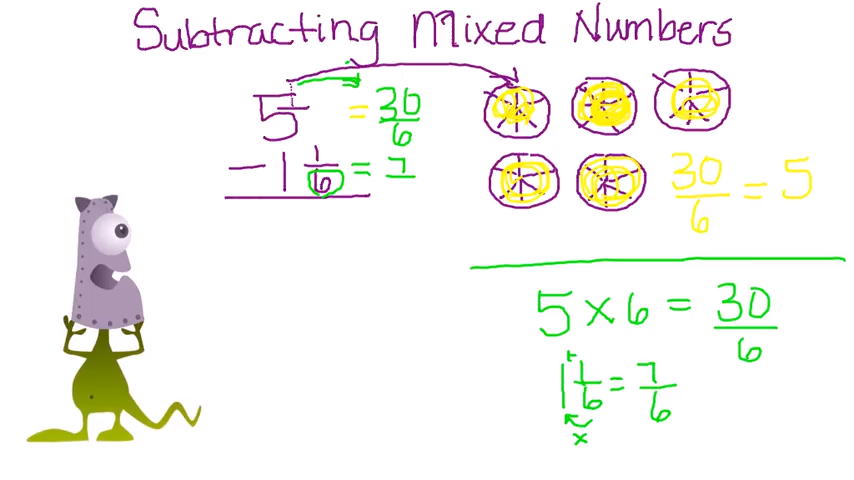 Subtracting Mixed Numbers
5 = 30/6
- 1 1/6 = 7
30/6 = 5
5 x 6 = 30/6
1 1/6 = 7/6
+
x